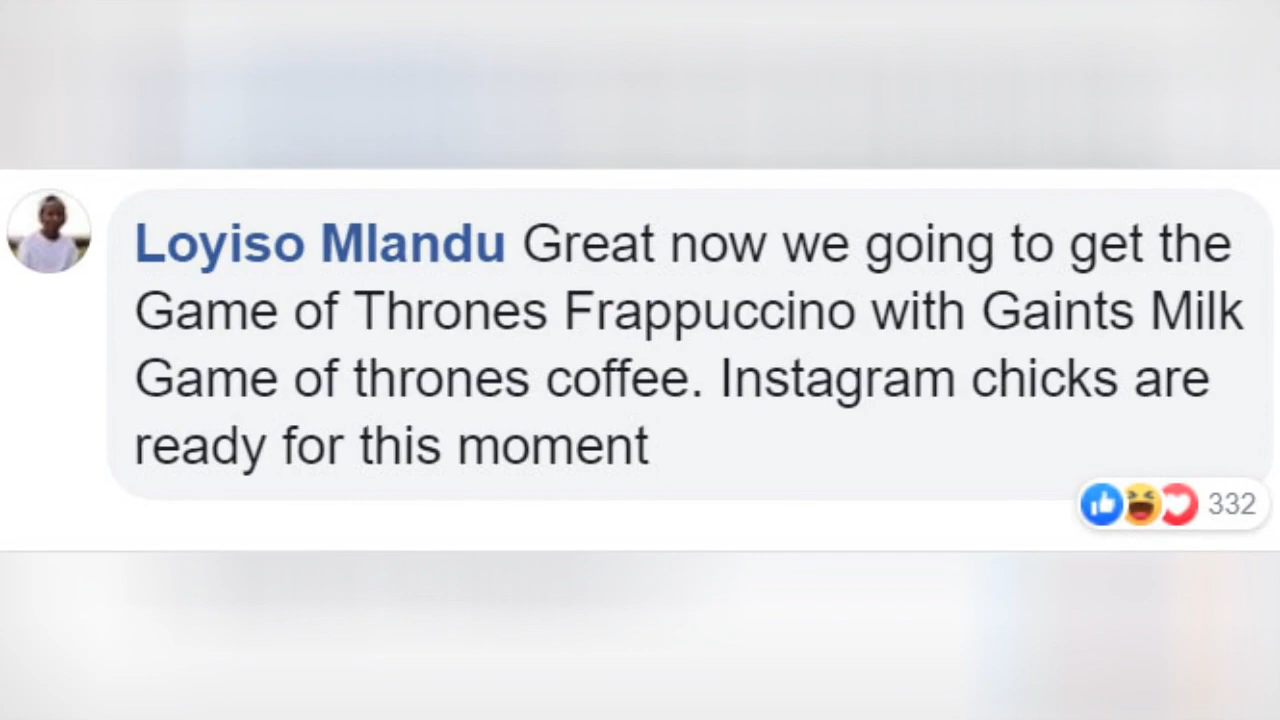 Loyiso Mlandu Great now we going to get the
Game of Thrones Frappuccino with Gaints Milk
Game of thrones coffee. Instagram chicks are
ready for this moment
332